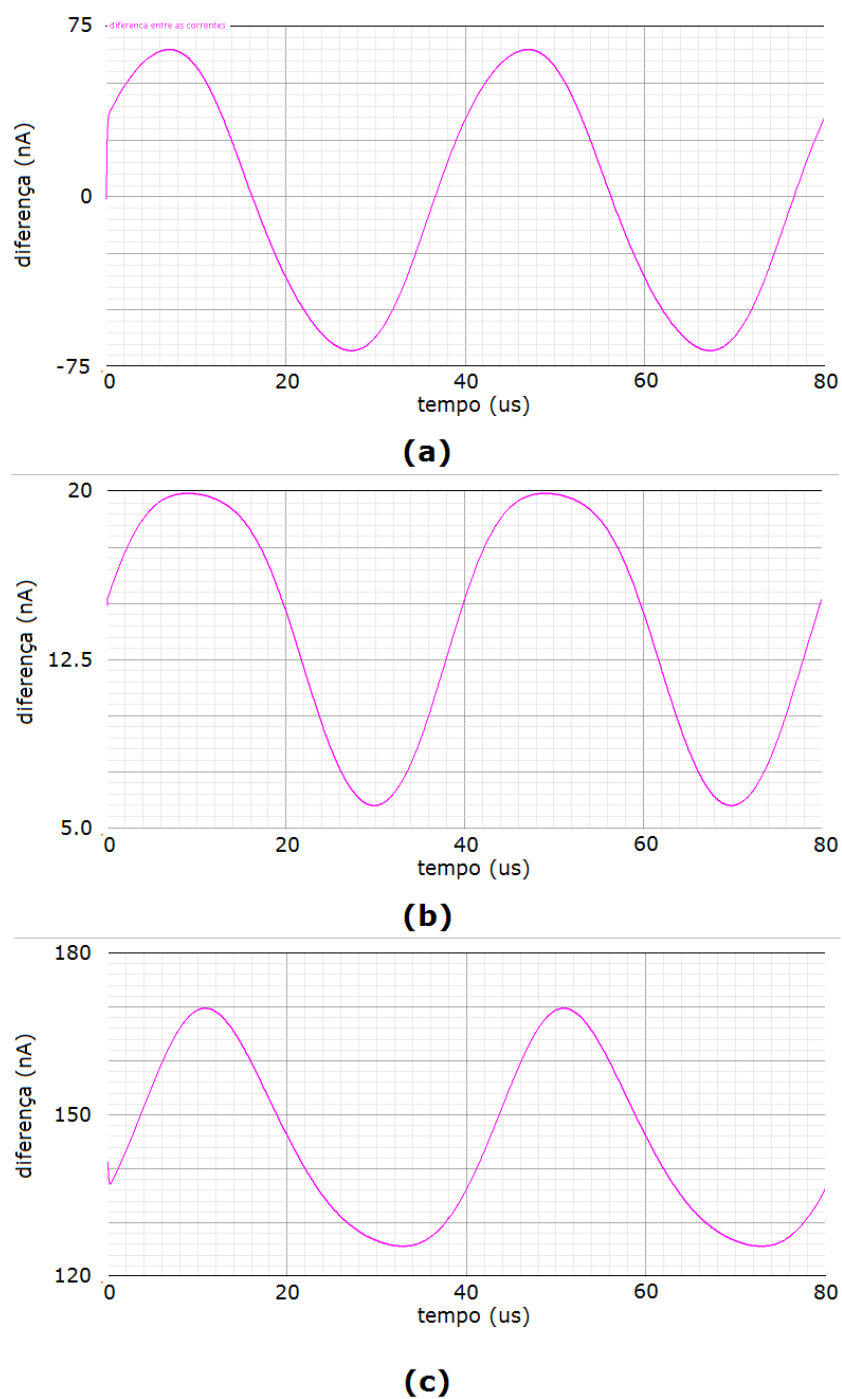 75
diferenca entre as correntes
diferença (nA)
0
-75
0 20 40 60 80
tempo (us)
(a)
20
diferença (nA)
12.5
5.0
0 20 40 60 80
tempo (us)
(b)
180
diferença (nA)
150
120
0 20 40 60 80
tempo (us)
(c)